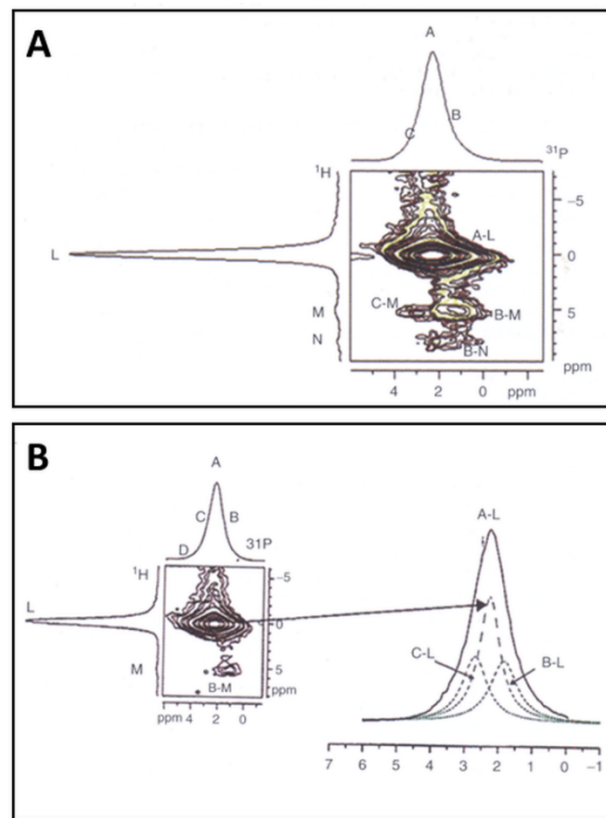 A
A
B
C
³¹P
¹H
-5
L
A-L
0
M
C-M
B-M
5
N
B-N
ppm
4 2 0 ppm
B
A
C B
D
31P
¹H
-5
L
0
M
5
B-M
ppm
ppm 4 2 0
A-L
C-L
B-L
7 6 5 4 3 2 1 0 -1